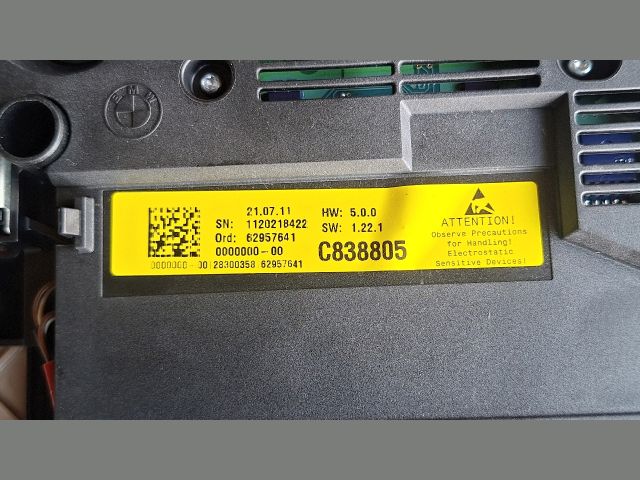 BMW
21.07.11
SN: 1120218422
Ord: 62957641
0000000-00
0000000-00 28300358 62957641
HW: 5.0.0
SW: 1.22.1
C838805
ATTENTION!
Observe Precautions
for Handling!
Electrostatic
Sensitive Devices!